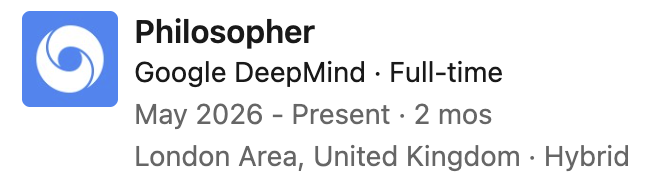 Philosopher
Google DeepMind · Full-time
May 2026 - Present · 2 mos
London Area, United Kingdom · Hybrid